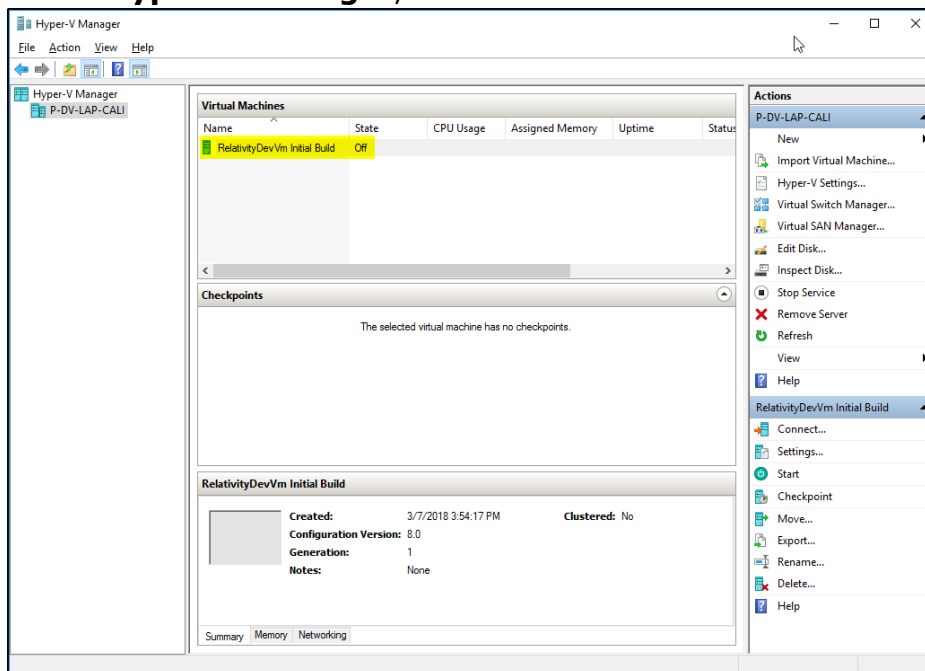 Hyper-V Manager
File Action View Help
Hyper-V Manager
P-DV-LAP-CALI
Virtual Machines
Name State CPU Usage Assigned Memory Uptime Status
RelativityDevVm Initial Build Off
Checkpoints
The selected virtual machine has no checkpoints.
RelativityDevVm Initial Build
Created: 3/7/2018 3:54:17 PM Clustered: No
Configuration Version: 8.0
Generation: 1
Notes: None
Summary Memory Networking
Actions
P-DV-LAP-CALI
New
Import Virtual Machine...
Hyper-V Settings...
Virtual Switch Manager...
Virtual SAN Manager...
Edit Disk...
Inspect Disk...
Stop Service
Remove Server
Refresh
View
Help
RelativityDevVm Initial Build
Connect...
Settings...
Start
Checkpoint
Move...
Export...
Rename...
Delete...
Help